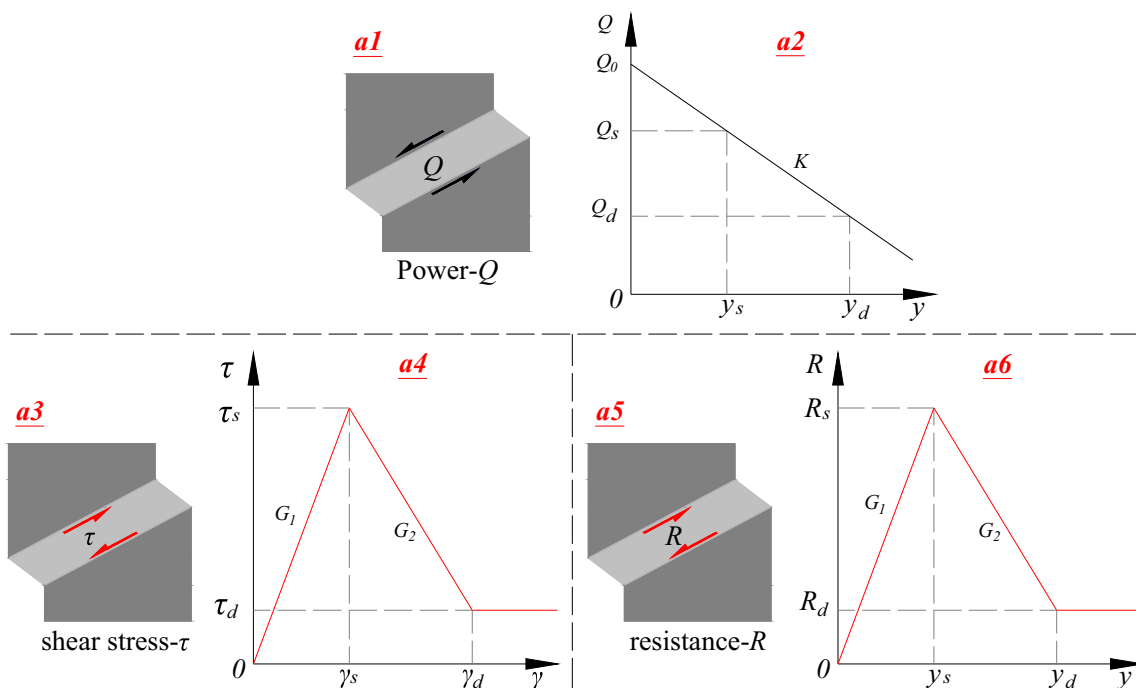 a1
Q
Power-Q
a2
Q
Q0
Qs
Qd
K
0
ys
yd
y
a3
τ
shear stress-τ
a4
τ
τs
τd
G1
G2
0
γs
γd
γ
a5
R
resistance-R
a6
R
Rs
Rd
G1
G2
0
ys
yd
y